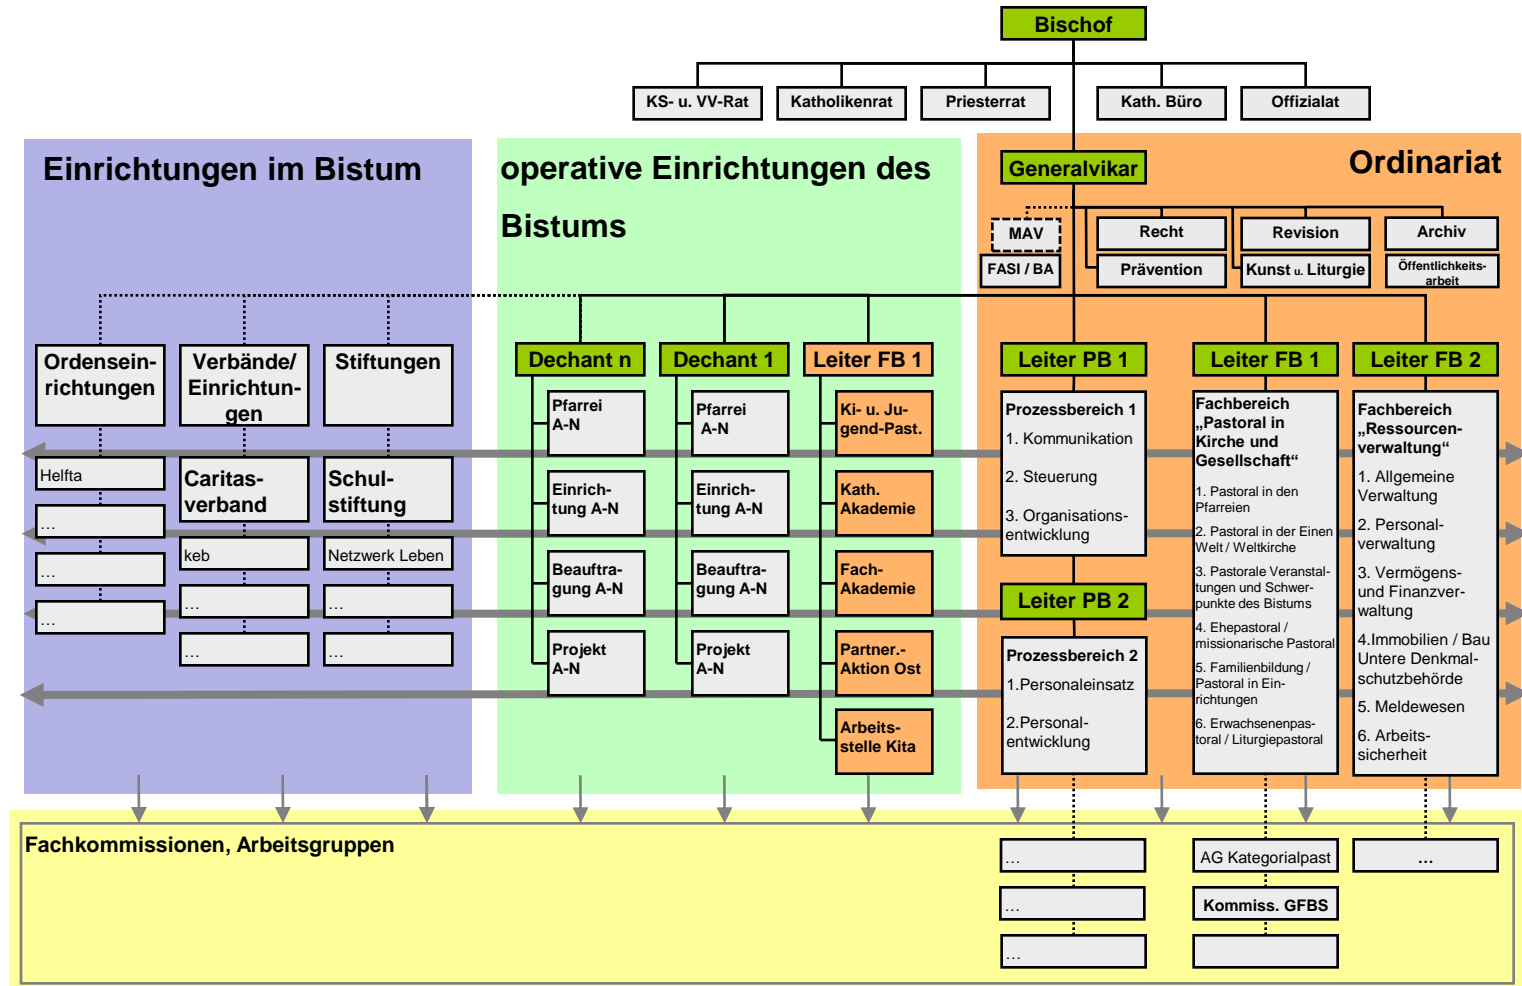 Bischof
KS- u. VV-Rat
Katholikenrat
Priesterrat
Kath. Büro
Offizialat
Einrichtungen im Bistum
operative Einrichtungen des
Bistums
Ordinariat
Generalvikar
MAV
Recht
Revision
Archiv
FASI / BA
Prävention
Kunst u. Liturgie
Öffentlichkeits-
arbeit
Ordensein-
richtungen
Helfta
…
…
…
Verbände/
Einrichtun-
gen
Caritas-
verband
keb
…
…
Stiftungen
Schul-
stiftung
Netzwerk Leben
…
…
Dechant n
Pfarrei
A-N
Einrich-
tung A-N
Beauftra-
gung A-N
Projekt
A-N
Dechant 1
Pfarrei
A-N
Einrich-
tung A-N
Beauftra-
gung A-N
Projekt
A-N
Leiter FB 1
Ki- u. Ju-
gend-Past.
Kath.
Akademie
Fach-
Akademie
Partner.-
Aktion Ost
Arbeits-
stelle Kita
Leiter PB 1
Prozessbereich 1
1. Kommunikation
2. Steuerung
3. Organisations-
entwicklung
Leiter PB 2
Prozessbereich 2
1.Personaleinsatz
2.Personal-
entwicklung
Leiter FB 1
Fachbereich
„Pastoral in
Kirche und
Gesellschaft“
1. Pastoral in den
Pfarreien
2. Pastoral in der Einen
Welt / Weltkirche
3. Pastorale Veranstal-
tungen und Schwer-
punkte des Bistums
4. Ehepastoral /
missionarische Pastoral
5. Familienbildung /
Pastoral in Ein-
richtungen
6. Erwachsenenpas-
toral / Liturgiepastoral
Leiter FB 2
Fachbereich
„Ressourcen-
verwaltung“
1. Allgemeine
Verwaltung
2. Personal-
verwaltung
3. Vermögens-
und Finanzver-
waltung
4.Immobilien / Bau
Untere Denkmal-
schutzbehörde
5. Meldewesen
6. Arbeits-
sicherheit
Fachkommissionen, Arbeitsgruppen
…
…
…
AG Kategorialpast
Kommiss. GFBS
…